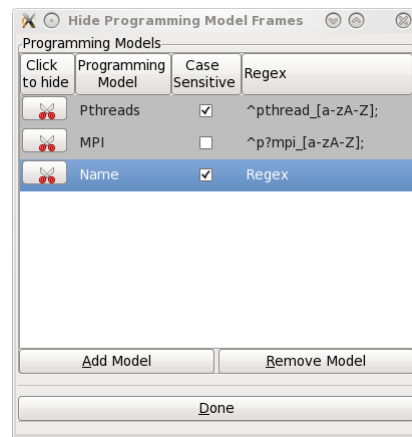 Hide Programming Model Frames
Programming Models
Click to hide Programming Model Case Sensitive Regex
Pthreads ^pthread_[a-zA-Z];
MPI ^p?mpi_[a-zA-Z];
Name Regex
Add Model Remove Model
Done